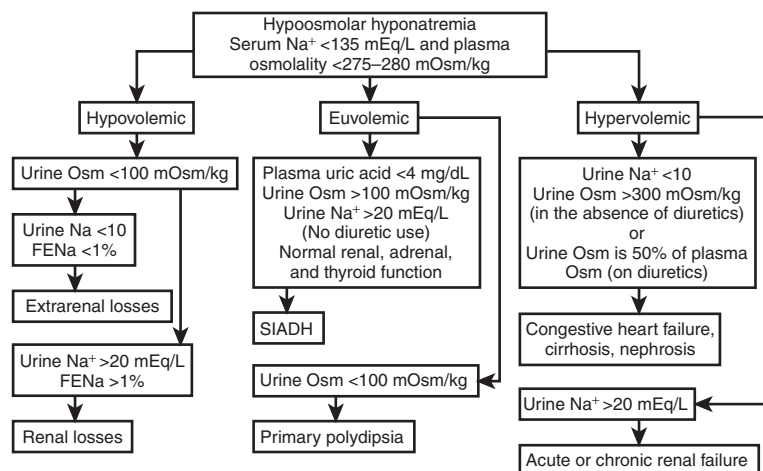 Hypoosmolar hyponatremia
Serum Na⁺ <135 mEq/L and plasma
osmolality <275–280 mOsm/kg
Hypovolemic
Urine Osm <100 mOsm/kg
Urine Na <10
FENa <1%
Extrarenal losses
Urine Na⁺ >20 mEq/L
FENa >1%
Renal losses
Euvolemic
Plasma uric acid <4 mg/dL
Urine Osm >100 mOsm/kg
Urine Na⁺ >20 mEq/L
(No diuretic use)
Normal renal, adrenal,
and thyroid function
SIADH
Urine Osm <100 mOsm/kg
Primary polydipsia
Hypervolemic
Urine Na⁺ <10
Urine Osm >300 mOsm/kg
(in the absence of diuretics)
or
Urine Osm is 50% of plasma
Osm (on diuretics)
Congestive heart failure,
cirrhosis, nephrosis
Urine Na⁺ >20 mEq/L
Acute or chronic renal failure